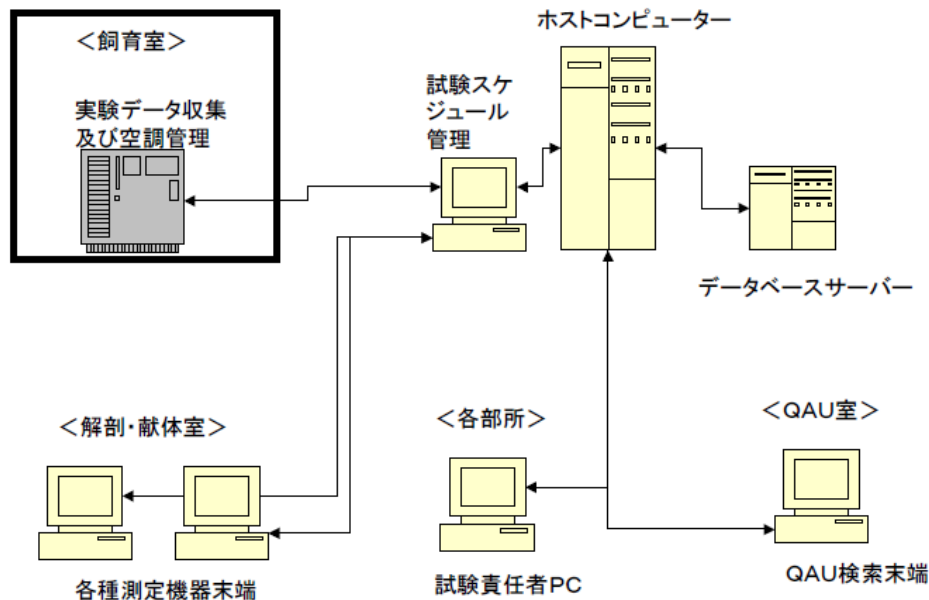 ホストコンピューター
＜飼育室＞
実験データ収集
及び空調管理
試験スケ
ジュール
管理
データベースサーバー
＜解剖・献体室＞
＜各部所＞
＜QAU室＞
各種測定機器末端
試験責任者PC
QAU検索末端